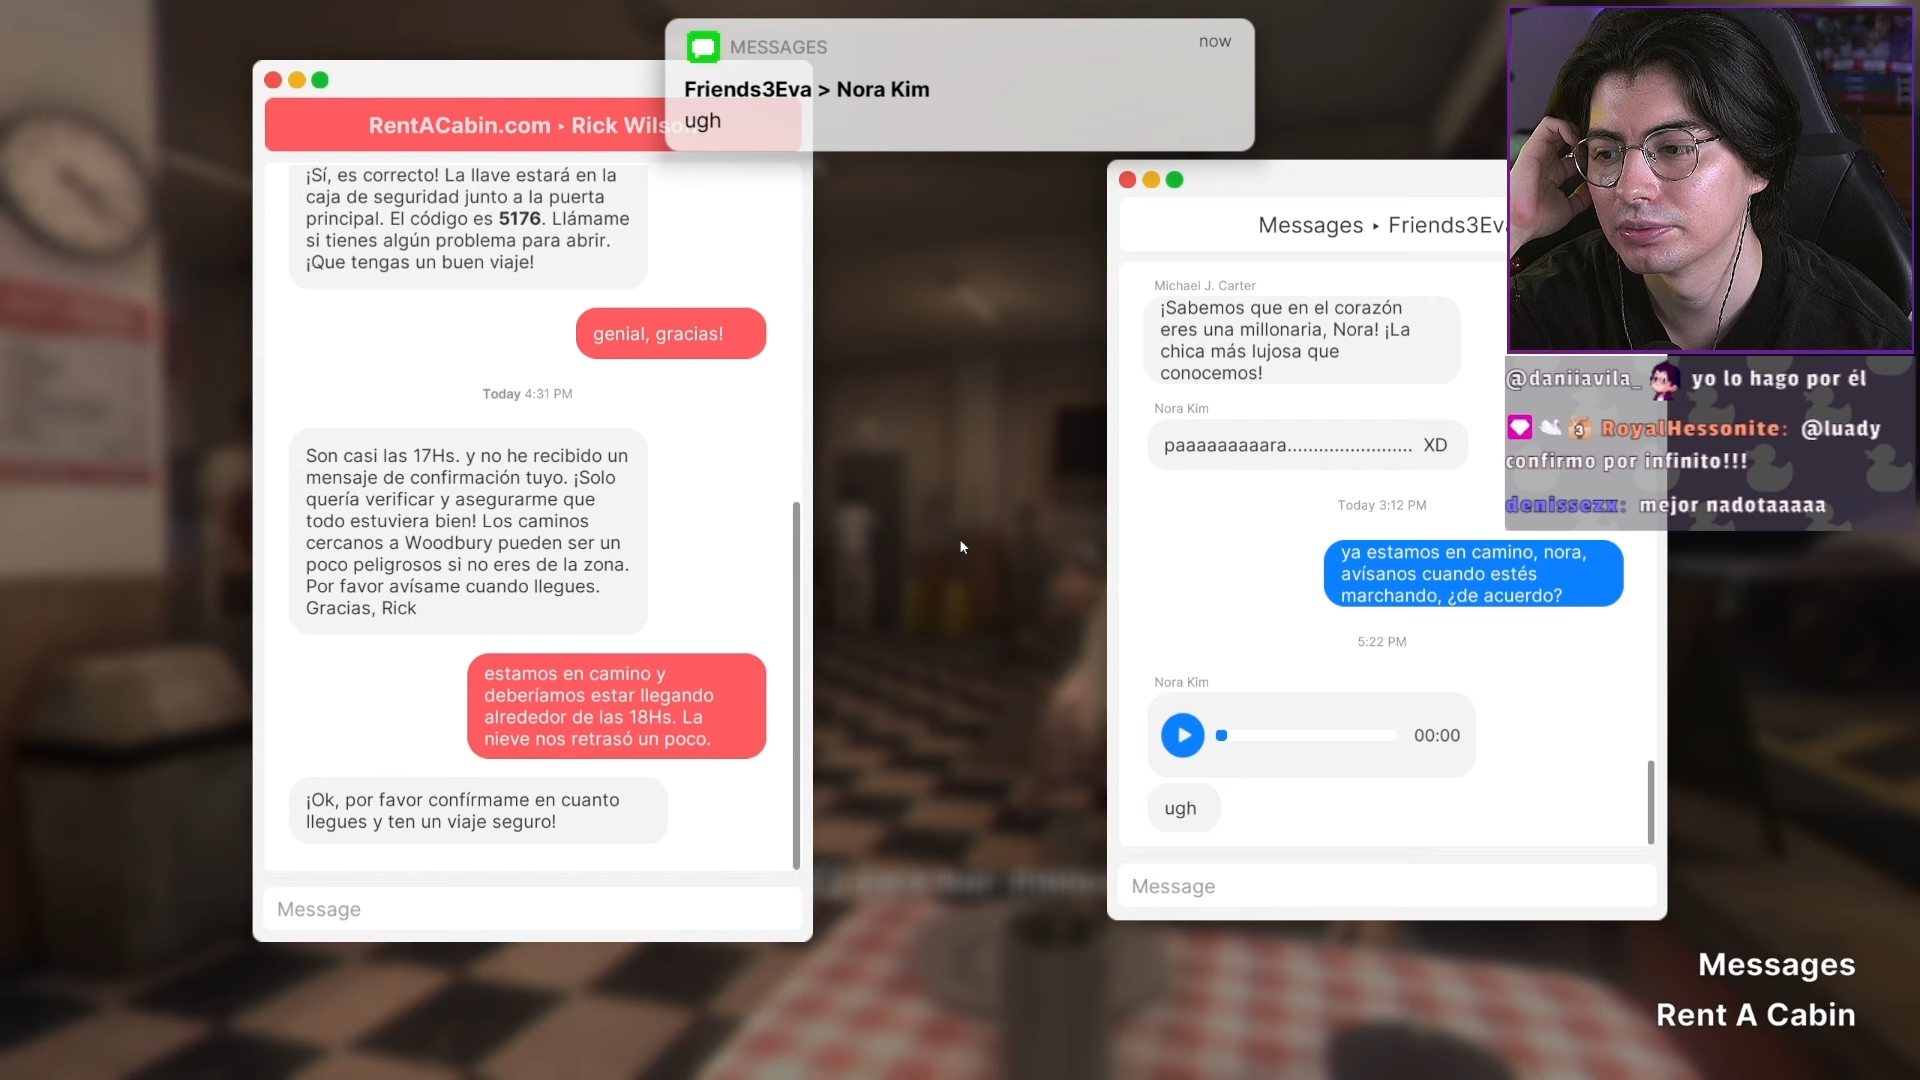 MESSAGES
now
Friends3Eva > Nora Kim
ugh
RentACabin.com ▸ Rick Wilson
¡Sí, es correcto! La llave estará en la
caja de seguridad junto a la puerta
principal. El código es 5176. Llámame
si tienes algún problema para abrir.
¡Que tengas un buen viaje!
genial, gracias!
Today 4:31 PM
Son casi las 17Hs. y no he recibido un
mensaje de confirmación tuyo. ¡Solo
quería verificar y asegurarme que
todo estuviera bien! Los caminos
cercanos a Woodbury pueden ser un
poco peligrosos si no eres de la zona.
Por favor avísame cuando llegues.
Gracias, Rick
estamos en camino y
deberíamos estar llegando
alrededor de las 18Hs. La
nieve nos retrasó un poco.
¡Ok, por favor confírmame en cuanto
llegues y ten un viaje seguro!
Message
Messages ▸ Friends3Eva
Michael J. Carter
¡Sabemos que en el corazón
eres una millonaria, Nora! ¡La
chica más lujosa que
conocemos!
Nora Kim
paaaaaaaaara........................ XD
Today 3:12 PM
ya estamos en camino, nora,
avísanos cuando estés
marchando, ¿de acuerdo?
5:22 PM
Nora Kim
00:00
ugh
Message
@daniiavila_ yo lo hago por él
3 RoyalHessonite: @luady
confirmo por infinito!!!
denissezx: mejor nadotaaaaa
Messages
Rent A Cabin